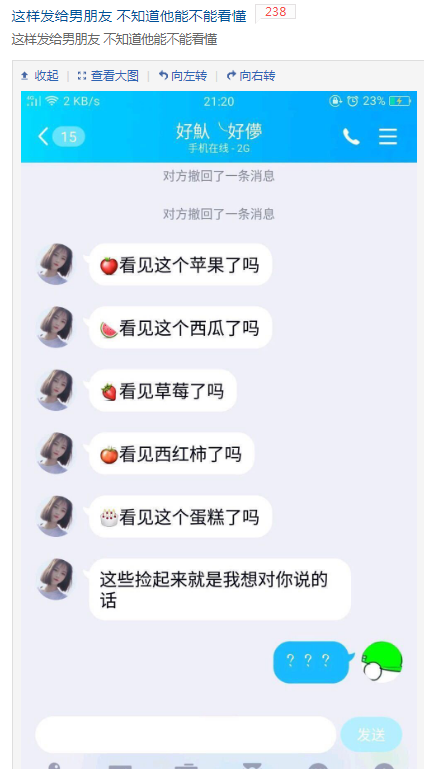 这样发给男朋友 不知道他能不能看懂 238
这样发给男朋友 不知道他能不能看懂
收起 | 查看大图 | 向左转 | 向右转
2 KB/s 21:20 23%
15
好魜╰好儚
手机在线 - 2G
对方撤回了一条消息
对方撤回了一条消息
🍎看见这个苹果了吗
🍉看见这个西瓜了吗
🍓看见草莓了吗
🍅看见西红柿了吗
🎂看见这个蛋糕了吗
这些捡起来就是我想对你说的
话
？？？
发送